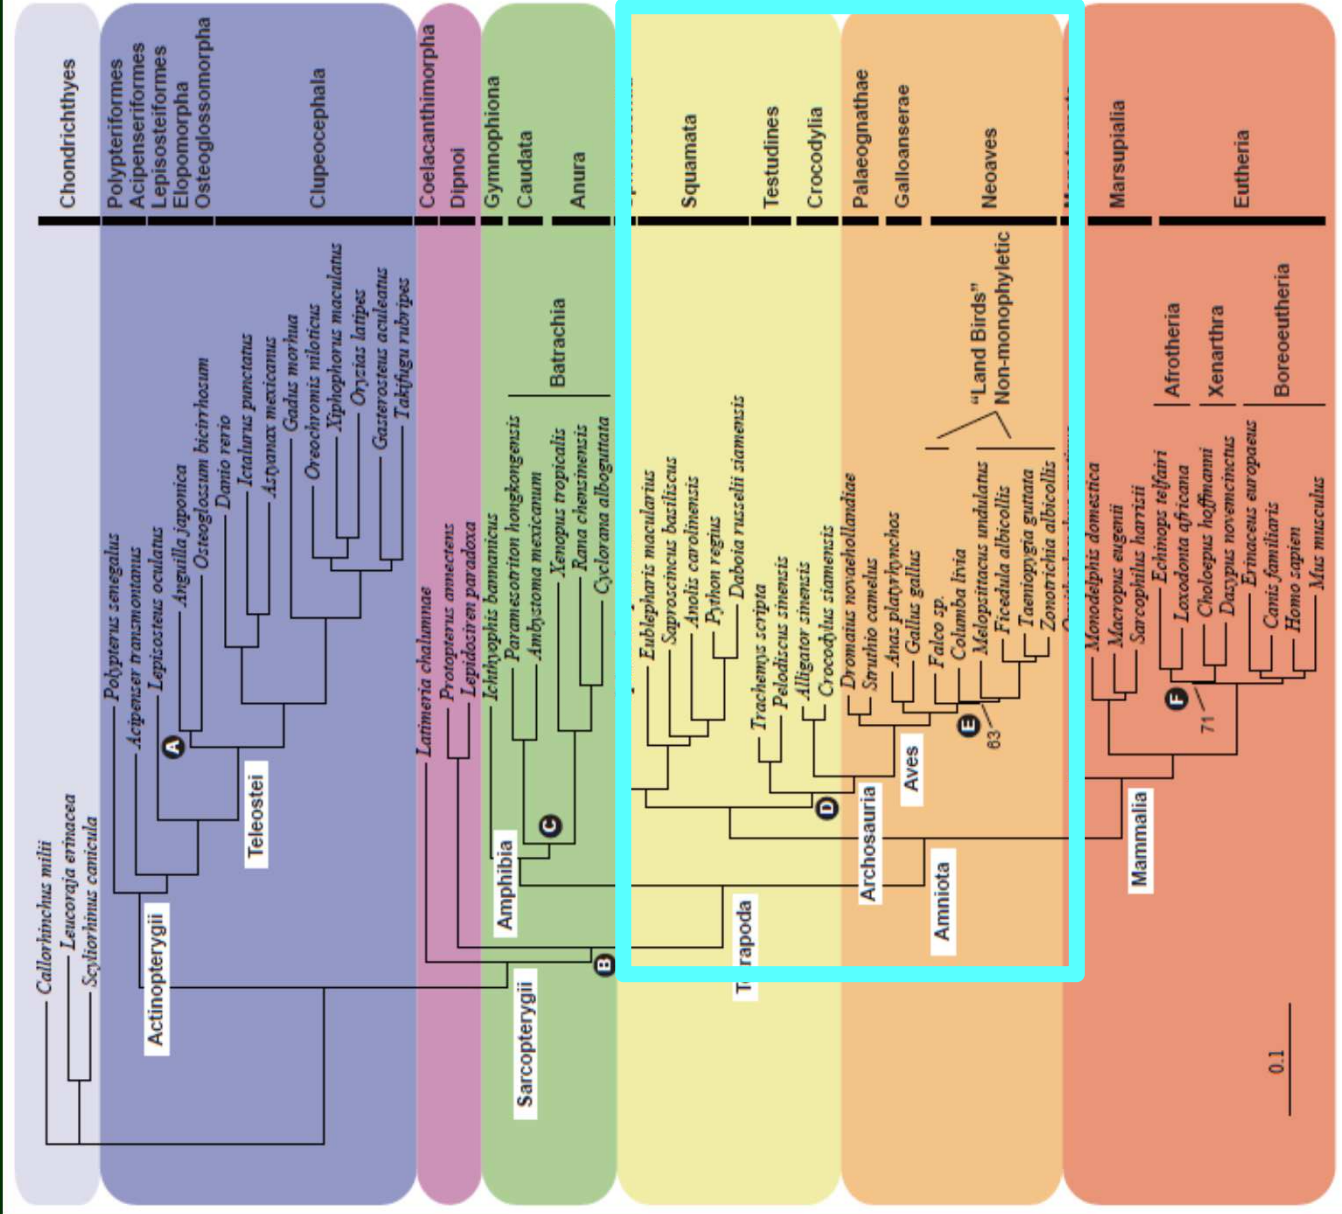 Chondrichthyes
Polypteriformes
Acipenseriformes
Lepisosteiformes
Elopomorpha
Osteoglossomorpha
Clupeocephala
Coelacanthimorpha
Dipnoi
Gymnophiona
Caudata
Anura
Squamata
Testudines
Crocodylia
Palaeognathae
Galloanserae
Neoaves
Marsupialia
Eutheria
Batrachia
"Land Birds"
Non-monophyletic
Afrotheria
Xenarthra
Boreoeutheria
Callorhinchus milii
Leucoraja erinacea
Scyliorhinus canicula
Polypterus senegalus
Acipenser transmontanus
Lepisosteus oculatus
Anguilla japonica
Osteoglossum bicirrhosum
Danio rerio
Ictalurus punctatus
Astyanax mexicanus
Gadus morhua
Oreochromis niloticus
Xiphophorus maculatus
Oryzias latipes
Gasterosteus aculeatus
Takifugu rubripes
Latimeria chalumnae
Protopterus annectens
Lepidosiren paradoxa
Ichthyophis bannanicus
Paramesotriton hongkongensis
Ambystoma mexicanum
Xenopus tropicalis
Rana chensinensis
Cyclorana alboguttata
Eublepharis macularius
Saproscincus basiliscus
Anolis carolinensis
Python regius
Daboia russelii siamensis
Trachemys scripta
Pelodiscus sinensis
Alligator sinensis
Crocodylus siamensis
Dromaius novaehollandiae
Struthio camelus
Anas platyrhynchos
Gallus gallus
Falco sp.
Columba livia
Melopsittacus undulatus
Ficedula albicollis
Taeniopygia guttata
Zonotrichia albicollis
Monodelphis domestica
Macropus eugenii
Sarcophilus harrisii
Echinops telfairi
Loxodonta africana
Choloepus hoffmanni
Dasypus novemcinctus
Erinaceus europaeus
Canis familiaris
Homo sapien
Mus musculus
A
B
C
D
E
F
63
71
Actinopterygii
Teleostei
Sarcopterygii
Amphibia
Archosauria
Aves
Amniota
Mammalia
0.1